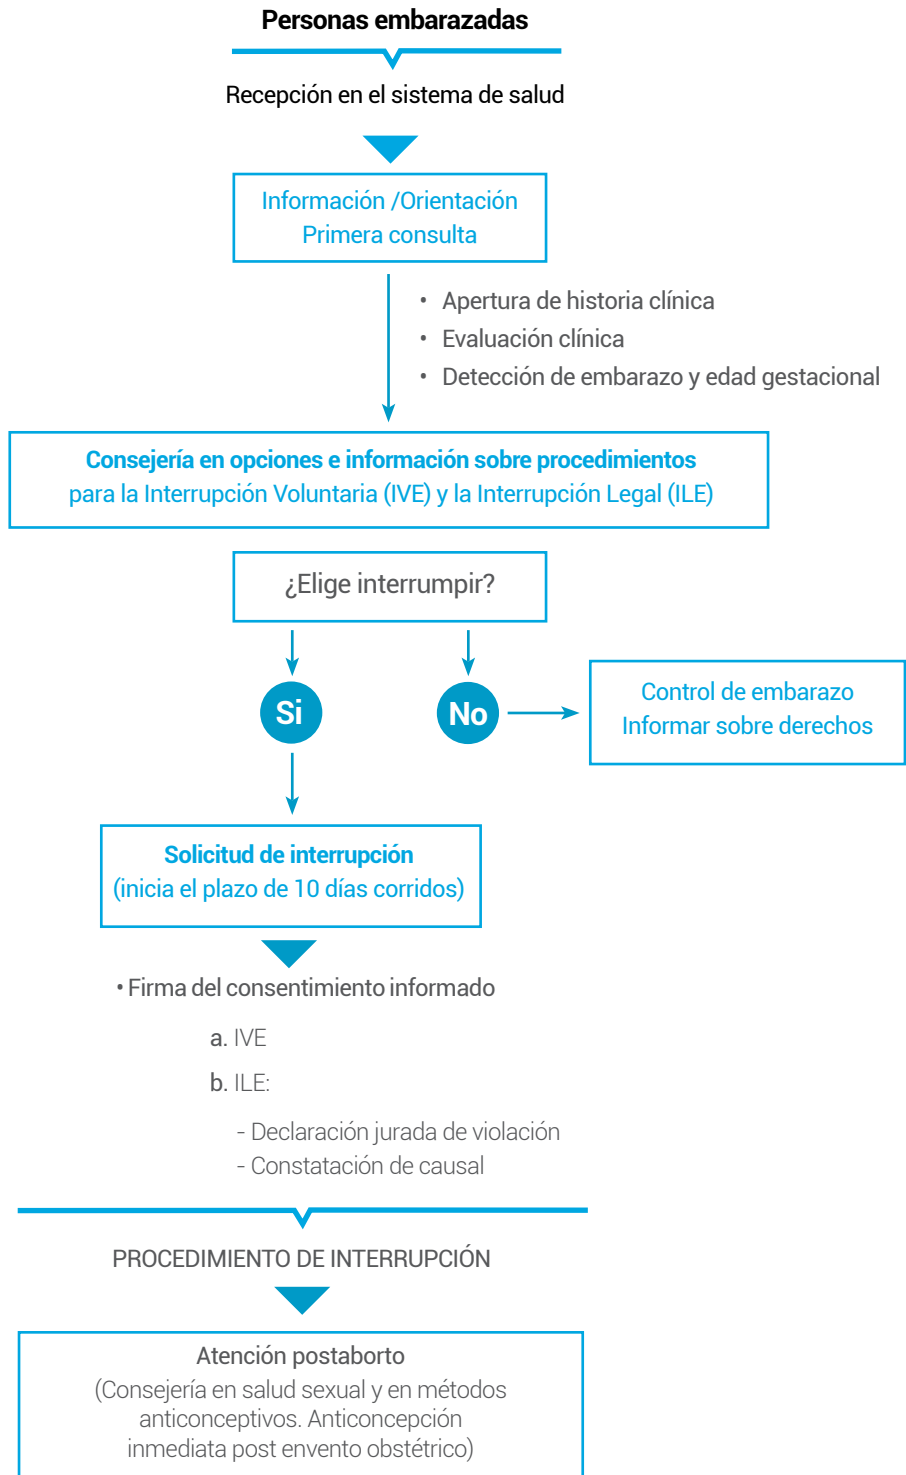 Personas embarazadas
Recepción en el sistema de salud
Información /Orientación
Primera consulta
• Apertura de historia clínica
• Evaluación clínica
• Detección de embarazo y edad gestacional
Consejería en opciones e información sobre procedimientos
para la Interrupción Voluntaria (IVE) y la Interrupción Legal (ILE)
¿Elige interrumpir?
Si
No
Control de embarazo
Informar sobre derechos
Solicitud de interrupción
(inicia el plazo de 10 días corridos)
• Firma del consentimiento informado
a. IVE
b. ILE:
- Declaración jurada de violación
- Constatación de causal
PROCEDIMIENTO DE INTERRUPCIÓN
Atención postaborto
(Consejería en salud sexual y en métodos
anticonceptivos. Anticoncepción
inmediata post envento obstétrico)